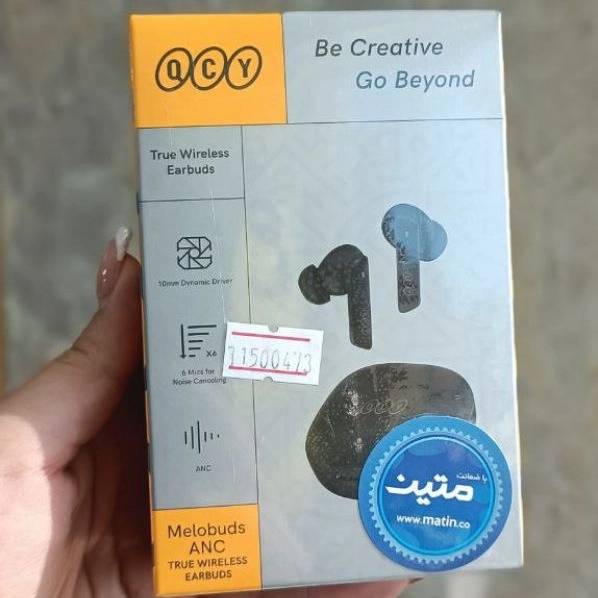 QCY
Be Creative
Go Beyond
True Wireless
Earbuds
10mm Dynamic Driver
X6
6 Mics for
Noise Canceling
11500473
ANC
QCY
با ضمانت
متین
www.matin.co
Melobuds
ANC
TRUE WIRELESS
EARBUDS